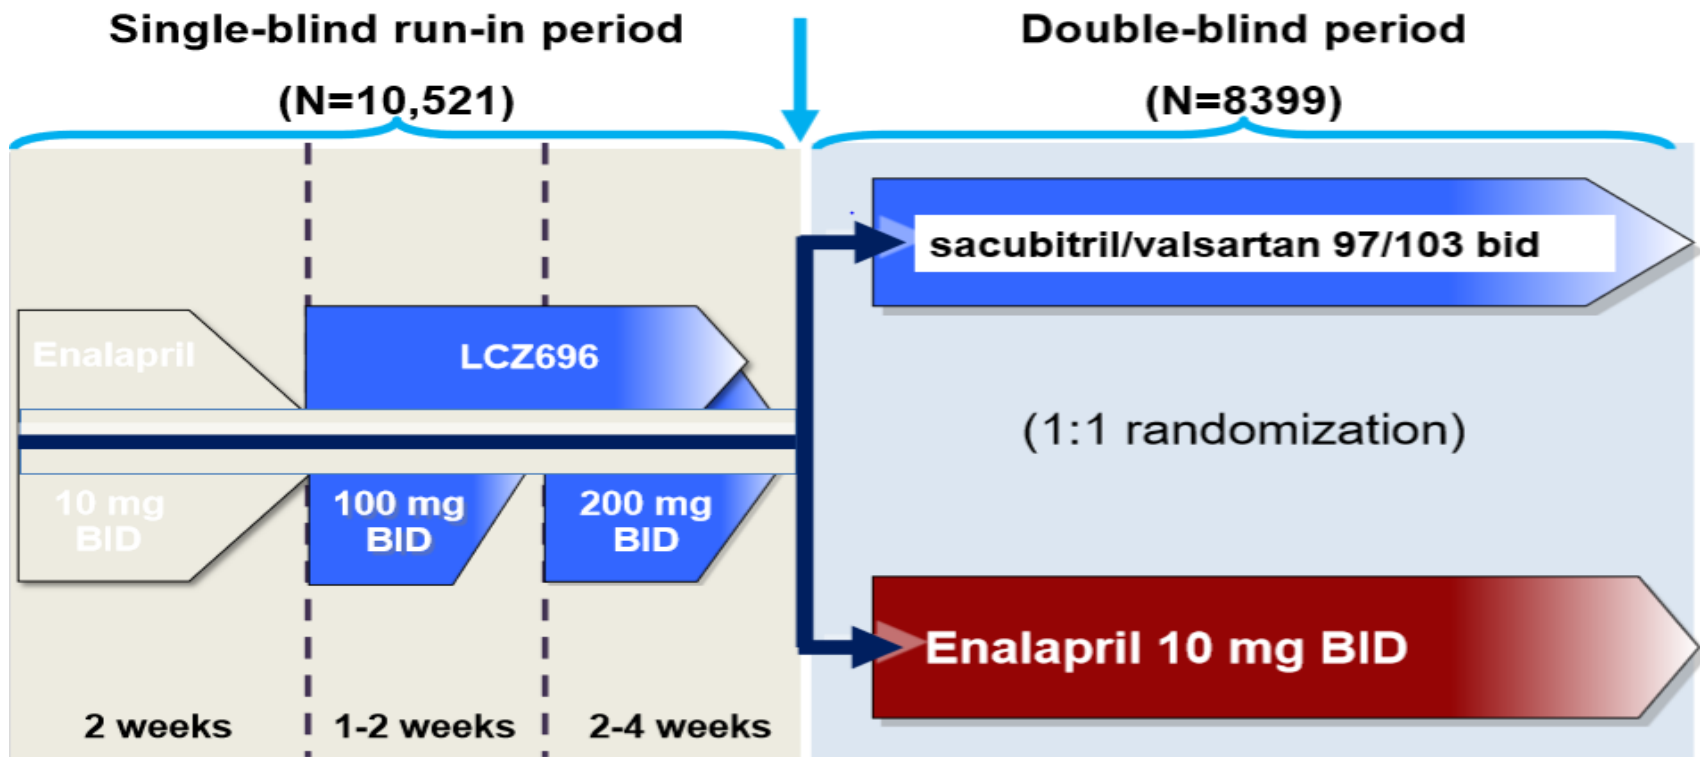 Single-blind run-in period
(N=10,521)
Double-blind period
(N=8399)
Enalapril
LCZ696
10 mg
BID
100 mg
BID
200 mg
BID
2 weeks
1-2 weeks
2-4 weeks
sacubitril/valsartan 97/103 bid
(1:1 randomization)
Enalapril 10 mg BID